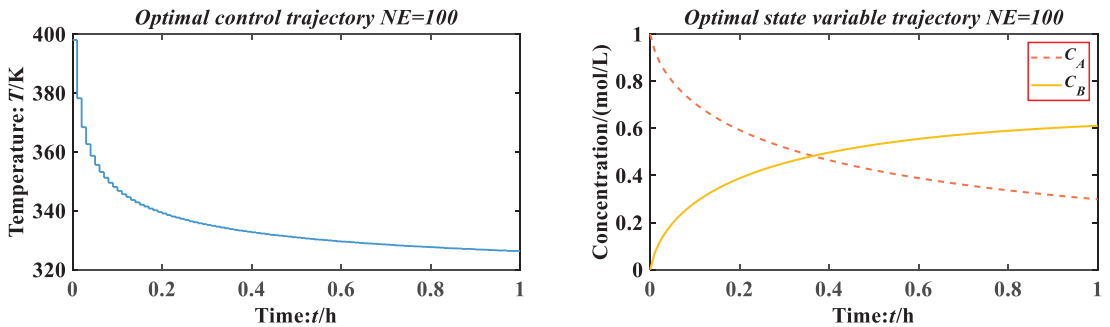 Optimal control trajectory NE=100
400
380
360
340
320
Temperature: T/K
0
0.2
0.4
0.6
0.8
1
Time:t/h
Optimal state variable trajectory NE=100
1
0.8
0.6
0.4
0.2
0
Concentration/(mol/L)
C_A
C_B
0
0.2
0.4
0.6
0.8
1
Time:t/h